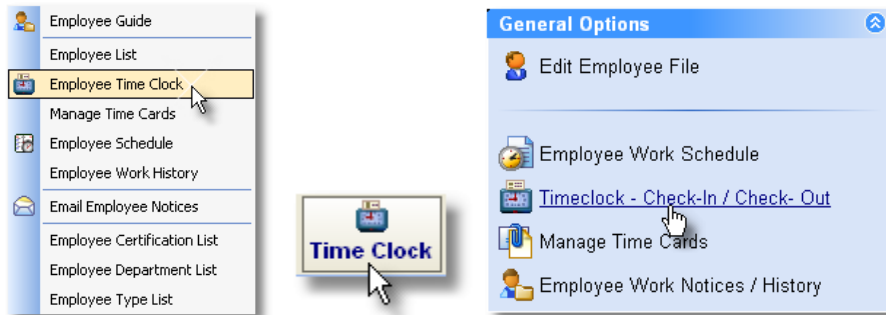 Employee Guide
Employee List
Employee Time Clock
Manage Time Cards
Employee Schedule
Employee Work History
Email Employee Notices
Employee Certification List
Employee Department List
Employee Type List
Time Clock
General Options
Edit Employee File
Employee Work Schedule
Timeclock - Check-In / Check- Out
Manage Time Cards
Employee Work Notices / History